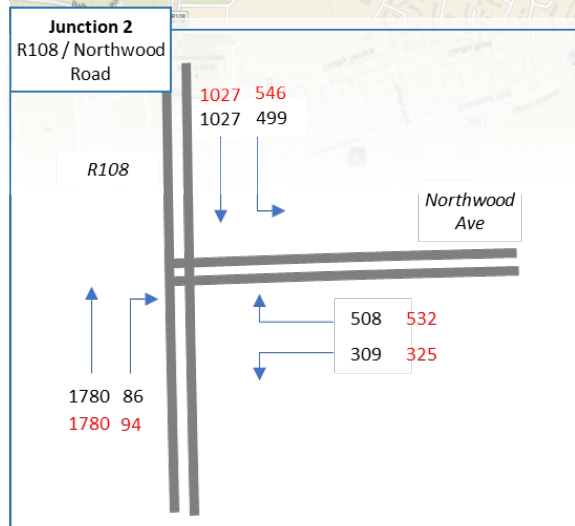 R108
Junction 2
R108 / Northwood
Road
1027 546
1027 499
R108
Northwood
Ave
508 532
309 325
1780 86
1780 94